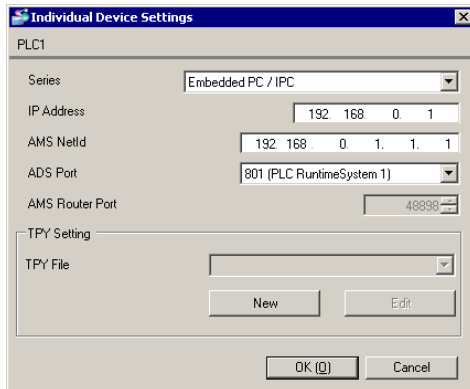 Individual Device Settings
PLC1
Series Embedded PC / IPC
IP Address 192. 168. 0. 1
AMS NetId 192. 168 . 0. 1. 1. 1
ADS Port 801 (PLC RuntimeSystem 1)
AMS Router Port 48898
TPY Setting
TPY File
New Edit
OK (O) Cancel